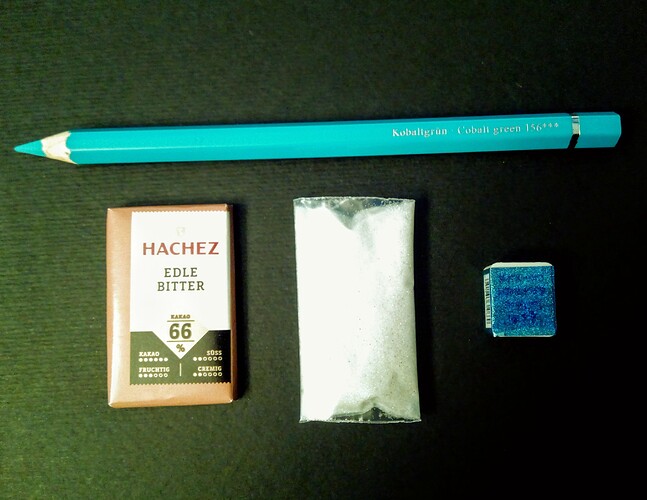 Kobaltgrün · Cobalt green 156***
HACHEZ
EDLE
BITTER
KAKAO
66
%
KAKAO SÜSS
FRUCHTIG CREMIG